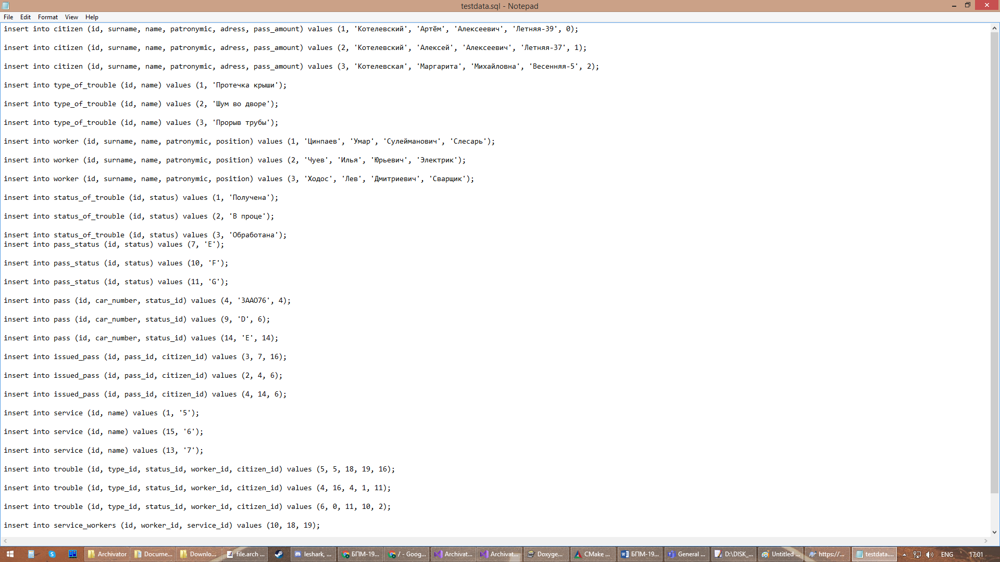 testdata.sql - Notepad
File Edit Format View Help
insert into citizen (id, surname, name, patronymic, adress, pass_amount) values (1, 'Котелевский', 'Артём', 'Алексеевич', 'Летняя-39', 0);
insert into citizen (id, surname, name, patronymic, adress, pass_amount) values (2, 'Котелевский', 'Алексей', 'Алексеевич', 'Летняя-37', 1);
insert into citizen (id, surname, name, patronymic, adress, pass_amount) values (3, 'Котелевская', 'Маргарита', 'Михайловна', 'Весенняя-5', 2);
insert into type_of_trouble (id, name) values (1, 'Протечка крыши');
insert into type_of_trouble (id, name) values (2, 'Шум во дворе');
insert into type_of_trouble (id, name) values (3, 'Прорыв трубы');
insert into worker (id, surname, name, patronymic, position) values (1, 'Цинпаев', 'Умар', 'Сулейманович', 'Слесарь');
insert into worker (id, surname, name, patronymic, position) values (2, 'Чуев', 'Илья', 'Юрьевич', 'Электрик');
insert into worker (id, surname, name, patronymic, position) values (3, 'Ходос', 'Лев', 'Дмитриевич', 'Сварщик');
insert into status_of_trouble (id, status) values (1, 'Получена');
insert into status_of_trouble (id, status) values (2, 'В проце');
insert into status_of_trouble (id, status) values (3, 'Обработана');
insert into pass_status (id, status) values (7, 'E');
insert into pass_status (id, status) values (10, 'F');
insert into pass_status (id, status) values (11, 'G');
insert into pass (id, car_number, status_id) values (4, 'ЗАА076', 4);
insert into pass (id, car_number, status_id) values (9, 'D', 6);
insert into pass (id, car_number, status_id) values (14, 'E', 14);
insert into issued_pass (id, pass_id, citizen_id) values (3, 7, 16);
insert into issued_pass (id, pass_id, citizen_id) values (2, 4, 6);
insert into issued_pass (id, pass_id, citizen_id) values (4, 14, 6);
insert into service (id, name) values (1, '5');
insert into service (id, name) values (15, '6');
insert into service (id, name) values (13, '7');
insert into trouble (id, type_id, status_id, worker_id, citizen_id) values (5, 5, 18, 19, 16);
insert into trouble (id, type_id, status_id, worker_id, citizen_id) values (4, 16, 4, 1, 11);
insert into trouble (id, type_id, status_id, worker_id, citizen_id) values (6, 0, 11, 10, 2);
insert into service_workers (id, worker_id, service_id) values (10, 18, 19);
Archivator Docume... Downlo... file.arch ... leshark, ... БПМ-19... / - Goog... Archivat... Archivat... Doxyge... CMake ... БПМ-19... General ... D:\DISK_... Untitled ... https://... testdata.... ENG 17:01